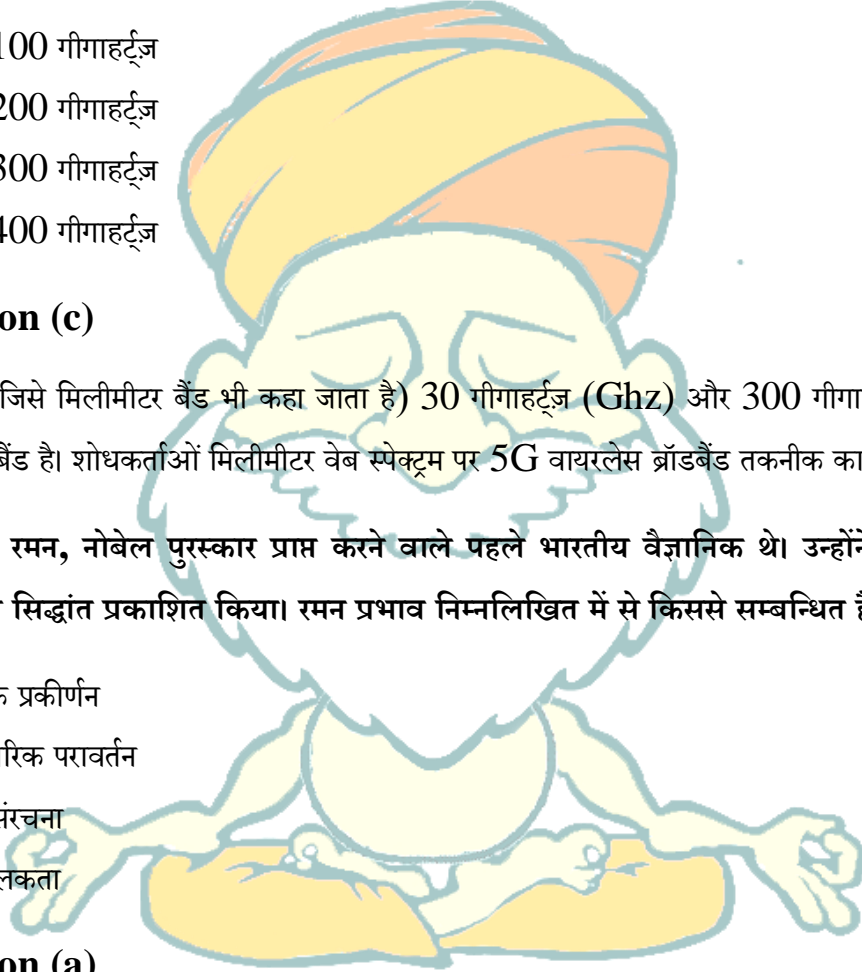 100 गीगाहर्ट्ज़
200 गीगाहर्ट्ज़
300 गीगाहर्ट्ज़
400 गीगाहर्ट्ज़
on (c)
जिसे मिलीमीटर बैंड भी कहा जाता है) 30 गीगाहर्ट्ज़ (Ghz) और 300 गीगा
बैंड है। शोधकर्ताओं मिलीमीटर वेब स्पेक्ट्रम पर 5G वायरलेस ब्रॉडबैंड तकनीक का
रमन, नोबेल पुरस्कार प्राप्त करने वाले पहले भारतीय वैज्ञानिक थे। उन्होंने
सिद्धांत प्रकाशित किया। रमन प्रभाव निम्नलिखित में से किससे सम्बन्धित है
प्रकीर्णन
रिक परावर्तन
संरचना
लकता
on (a)